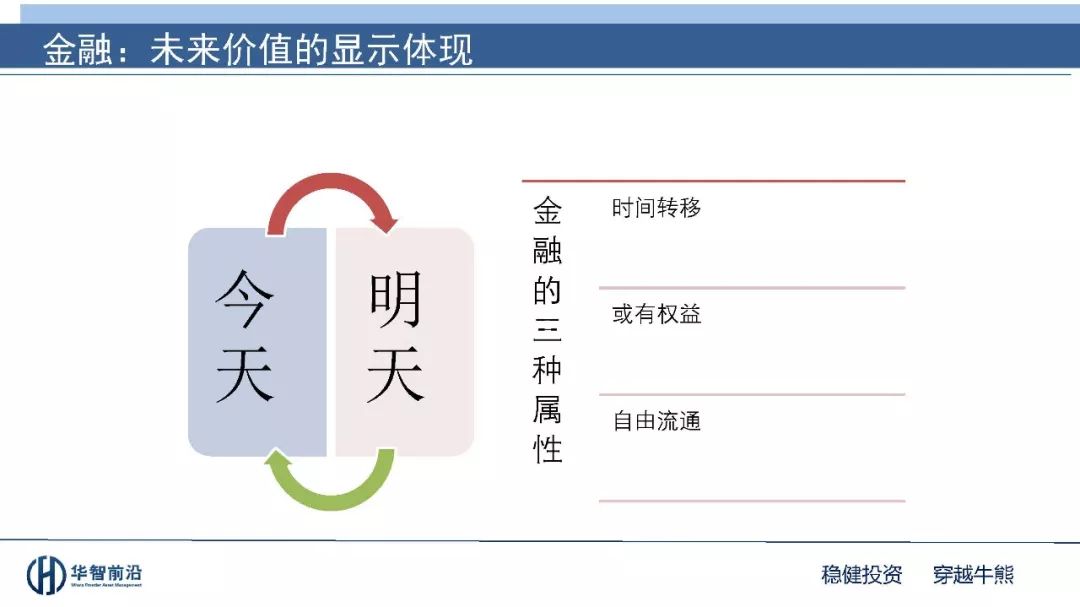 金融：未来价值的显示体现
今天
明天
金融的三种属性
时间转移
或有权益
自由流通
华智前沿
稳健投资 穿越牛熊